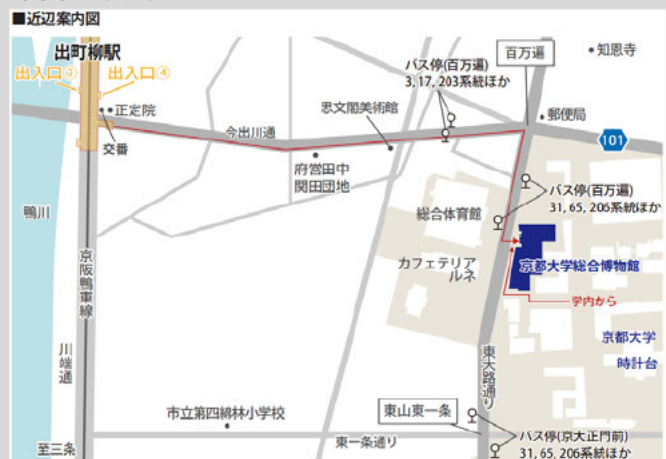 ■近辺案内図
出町柳駅
出入口③
出入口④
正定院
交番
今出川通
思文閣美術館
府営田中
関田団地
バス停(百万遍)
3, 17, 203系統ほか
百万遍
知恩寺
郵便局
101
バス停(百万遍)
31, 65, 206系統ほか
総合体育館
カフェテリア
ルネ
京都大学総合博物館
学内から
京都大学
時計台
鴨川
京阪鴨東線
川端通
至三条
東大路通り
市立第四錦林小学校
東山東一条
東一条通り
バス停(京大正門前)
31, 65, 206系統ほか